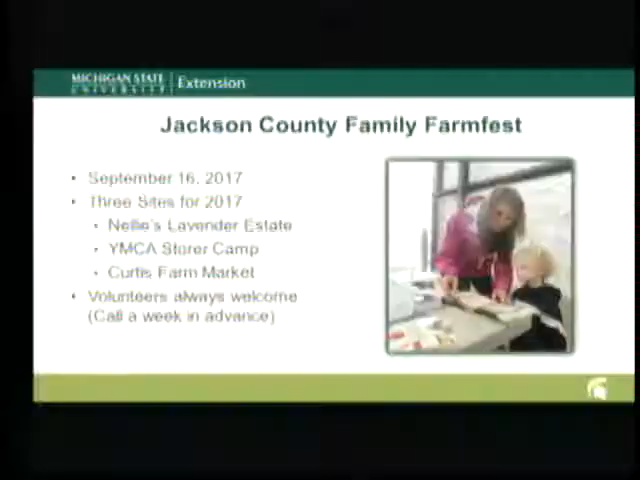 MICHIGAN STATE
UNIVERSITY
Extension
Jackson County Family Farmfest
• September 16, 2017
• Three Sites for 2017
• Nellie's Lavender Estate
• YMCA Storer Camp
• Curtis Farm Market
• Volunteers always welcome
(Call a week in advance)